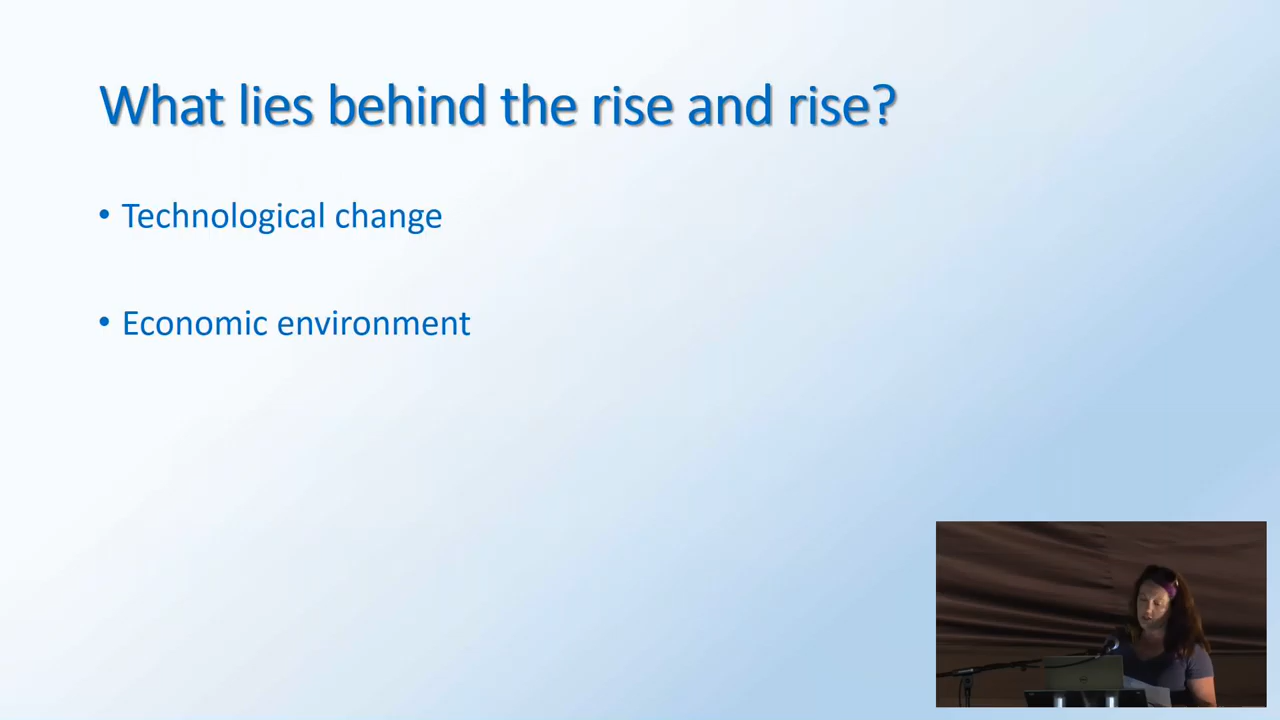 What lies behind the rise and rise?
• Technological change
• Economic environment